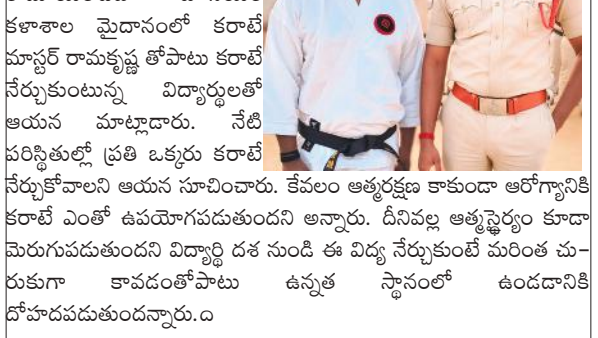 కళాశాల మైదానంలో కరాటే
మాస్టర్ రామకృష్ణ తోపాటు కరాటే
నేర్చుకుంటున్న విద్యార్థులతో
ఆయన మాట్లాడారు. నేటి
పరిస్థితుల్లో ప్రతి ఒక్కరు కరాటే
నేర్చుకోవాలని ఆయన సూచించారు. కేవలం ఆత్మరక్షణ కాకుండా ఆరోగ్యానికి
కరాటే ఎంతో ఉపయోగపడుతుందని అన్నారు. దీనివల్ల ఆత్మస్థైర్యం కూడా
మెరుగుపడుతుందని విద్యార్థి దశ నుండి ఈ విద్య నేర్చుకుంటే మరింత చు-
రుకుగా కావడంతోపాటు ఉన్నత స్థానంలో ఉండడానికి
దోహదపడుతుందన్నారు.